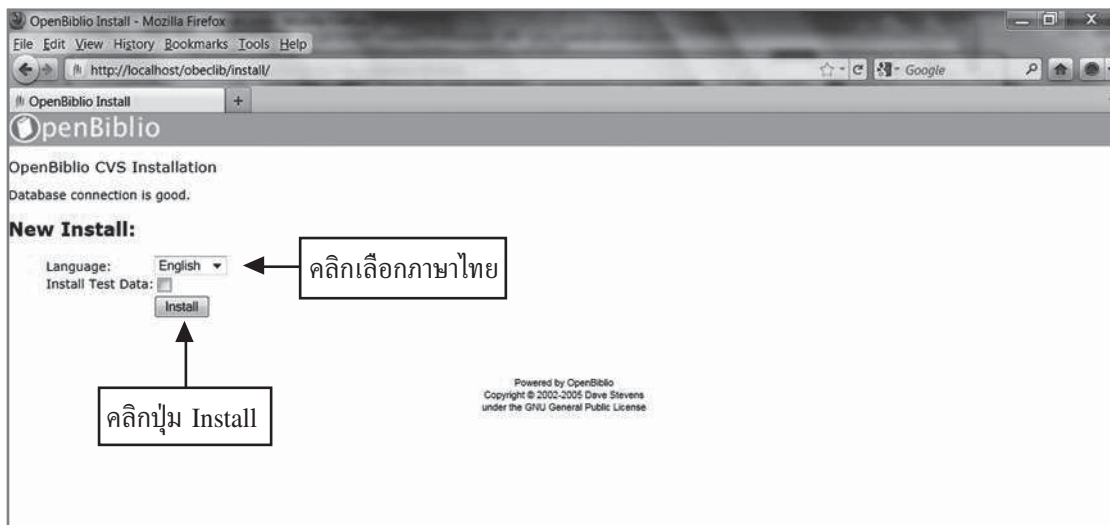 OpenBiblio Install - Mozilla Firefox
File Edit View History Bookmarks Tools Help
http://localhost/obeclib/install/
Google
OpenBiblio Install +
OpenBiblio
OpenBiblio CVS Installation
Database connection is good.
New Install:
Language: English
คลิกเลือกภาษาไทย
Install Test Data:
Install
คลิกปุ่ม Install
Powered by OpenBiblio
Copyright © 2002-2005 Dave Stevens
under the GNU General Public License